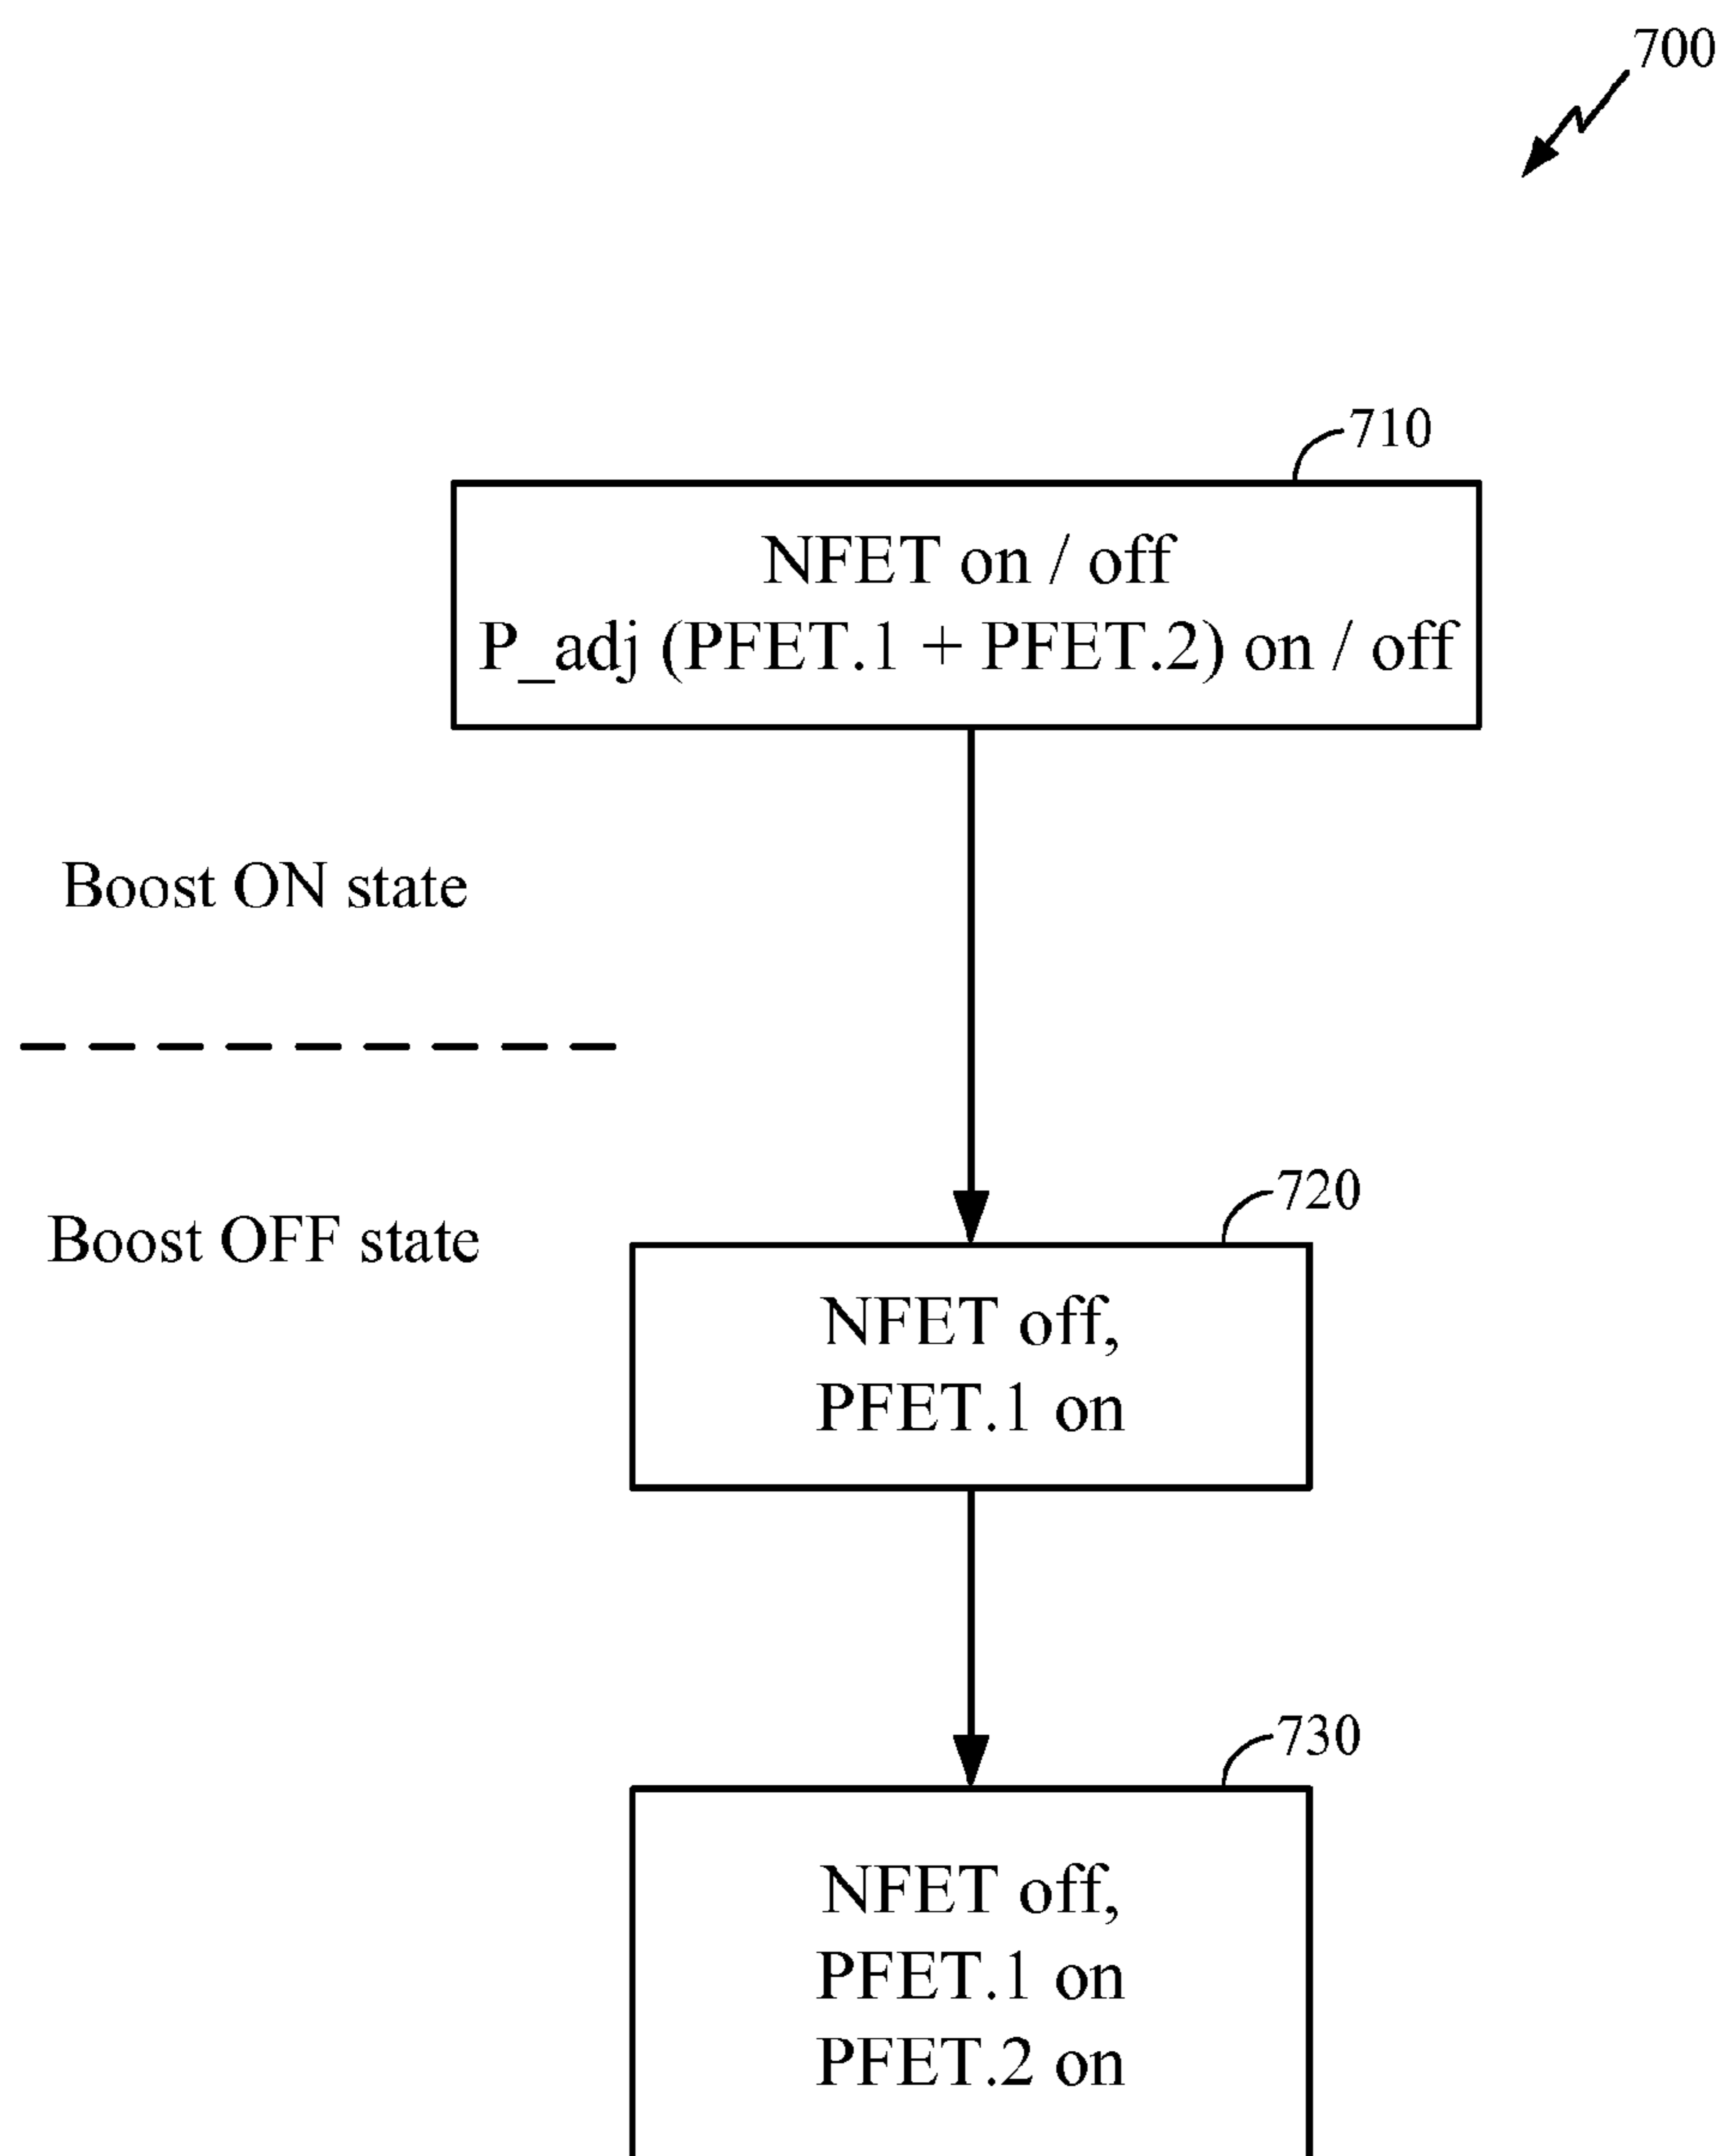 700
710
NFET on / off
P_adj (PFET.1 + PFET.2) on / off
Boost ON state
720
Boost OFF state
NFET off,
PFET.1 on
730
NFET off,
PFET.1 on
PFET.2 on